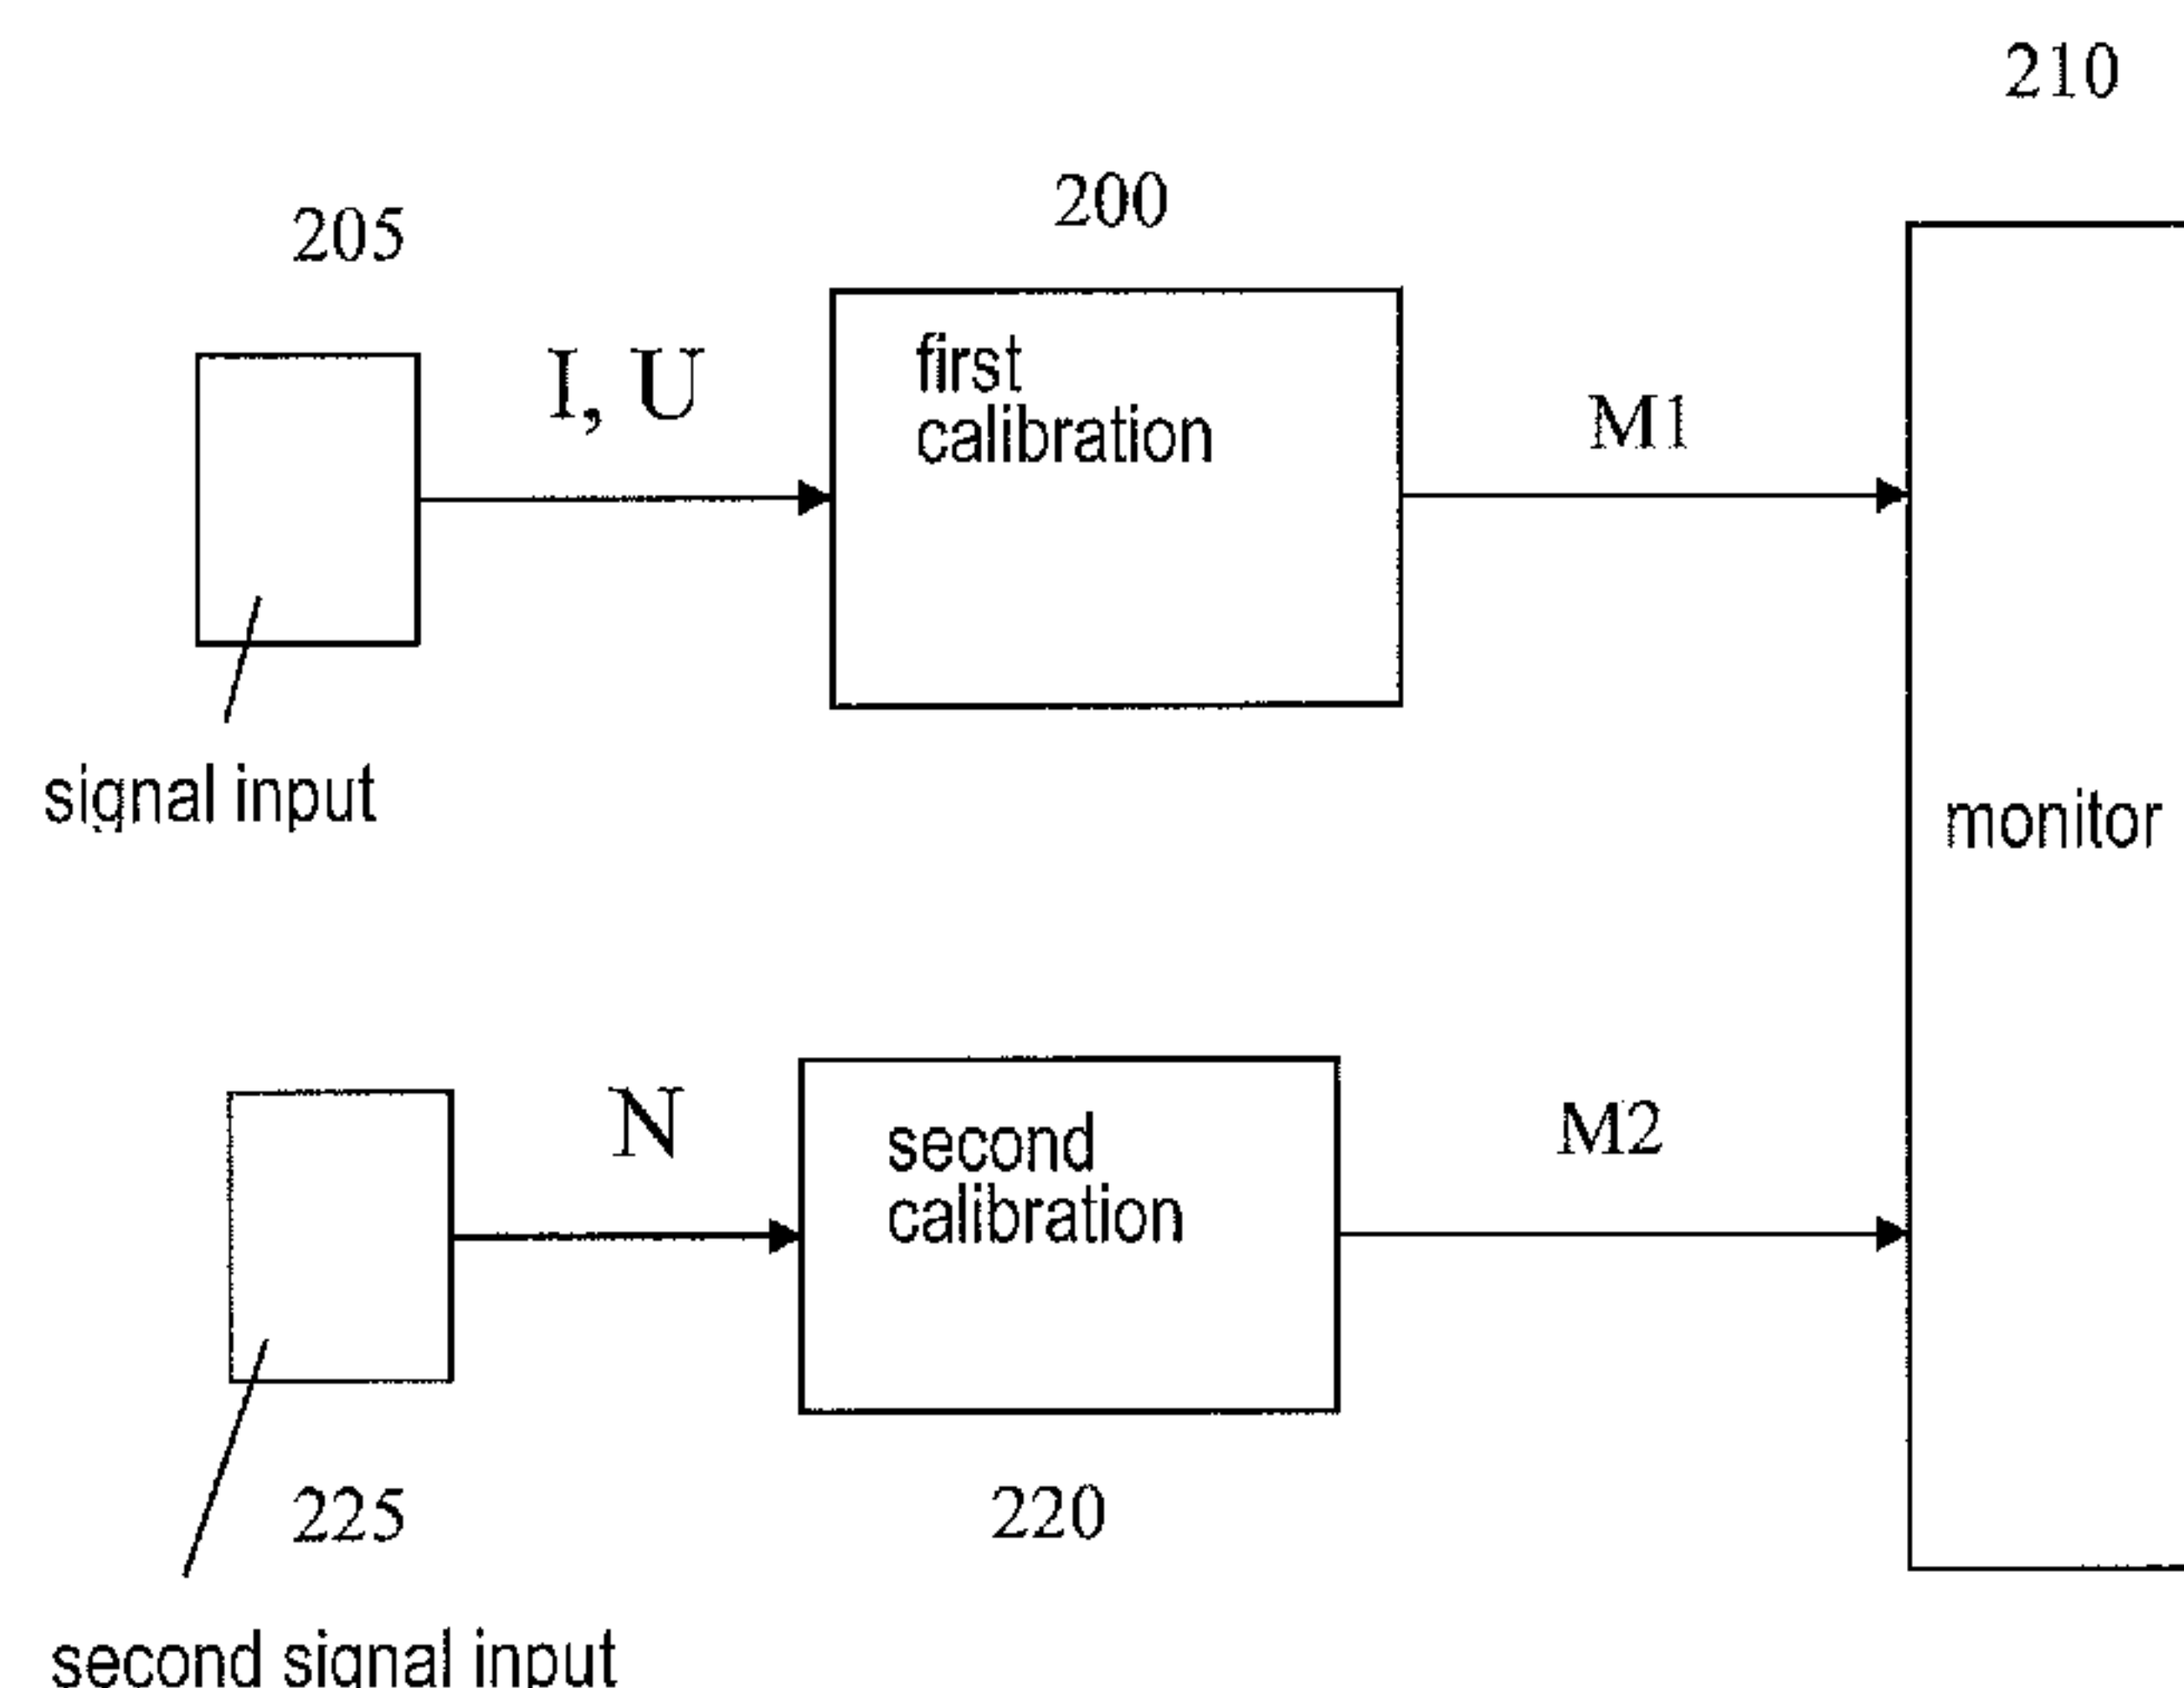 210
200
205
first
calibration
I, U
M1
signal input
monitor
second
calibration
N
M2
225
220
second signal input